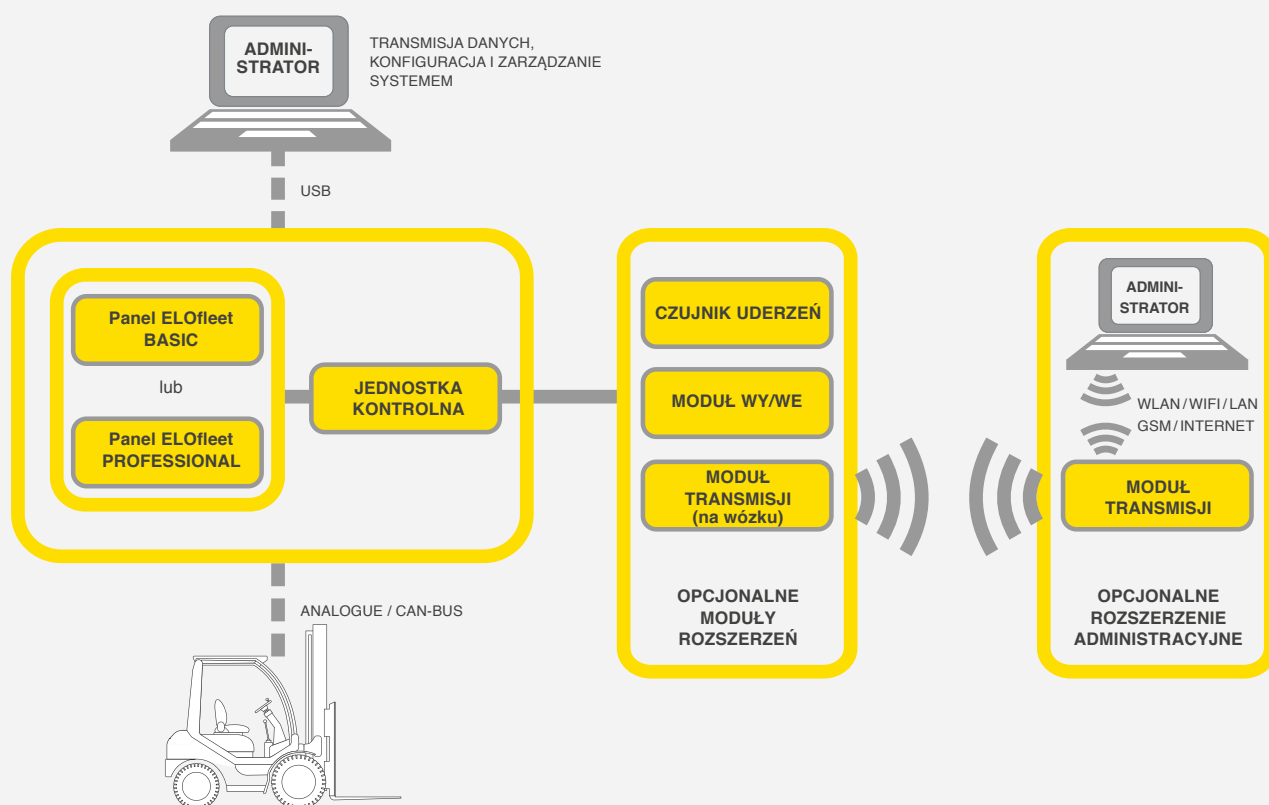 ADMINI-
STRATOR
TRANSMISJA DANYCH,
KONFIGURACJA I ZARZĄDZANIE
SYSTEMEM
USB
Panel ELOfleet
BASIC
lub
Panel ELOfleet
PROFESSIONAL
JEDNOSTKA
KONTROLNA
CZUJNIK UDERZEŃ
MODUŁ WY/WE
MODUŁ
TRANSMISJI
(na wózku)
OPCJONALNE
MODUŁY
ROZSZERZEŃ
ADMINI-
STRATOR
WLAN/WIFI/LAN
GSM/INTERNET
MODUŁ
TRANSMISJI
OPCJONALNE
ROZSZERZENIE
ADMINISTRACYJNE
ANALOGUE / CAN-BUS